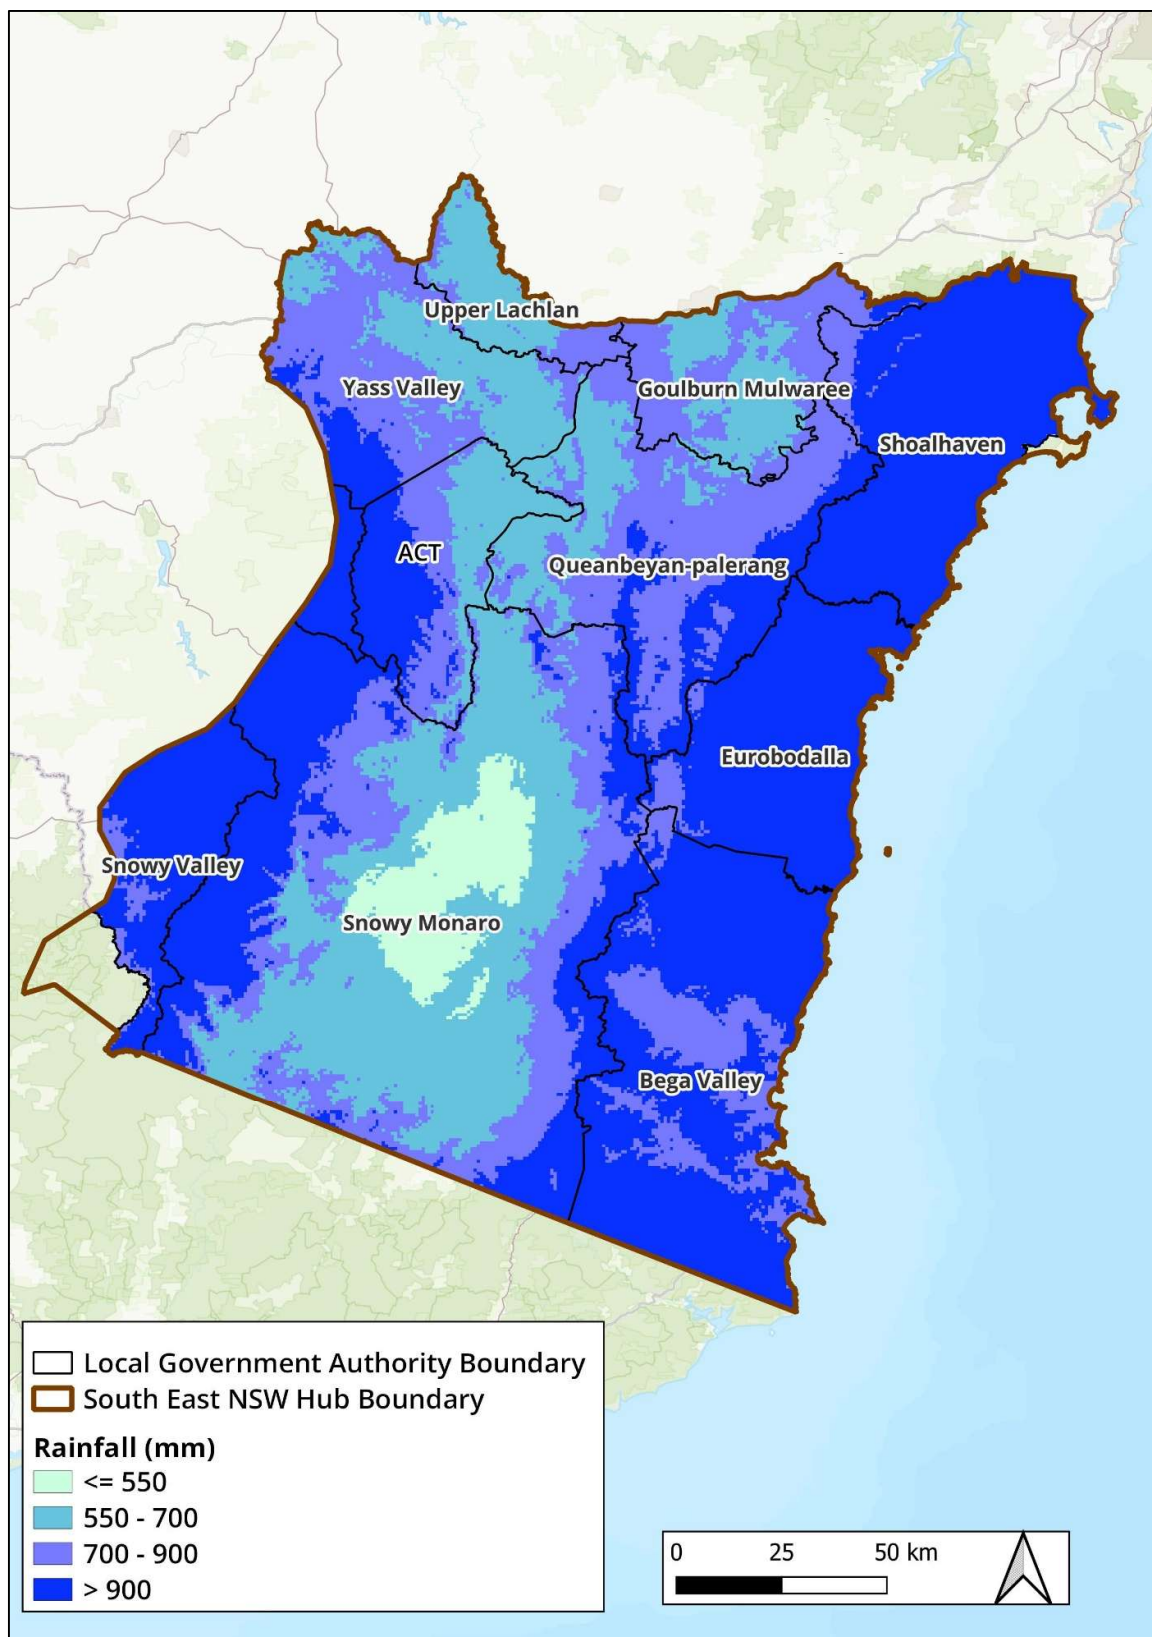 Upper Lachlan
Yass Valley
Goulburn Mulwaree
Shoalhaven
ACT
Queanbeyan-palerang
Eurobodalla
Snowy Valley
Snowy Monaro
Bega Valley
Local Government Authority Boundary
South East NSW Hub Boundary
Rainfall (mm)
<= 550
550 - 700
700 - 900
> 900
0 25 50 km